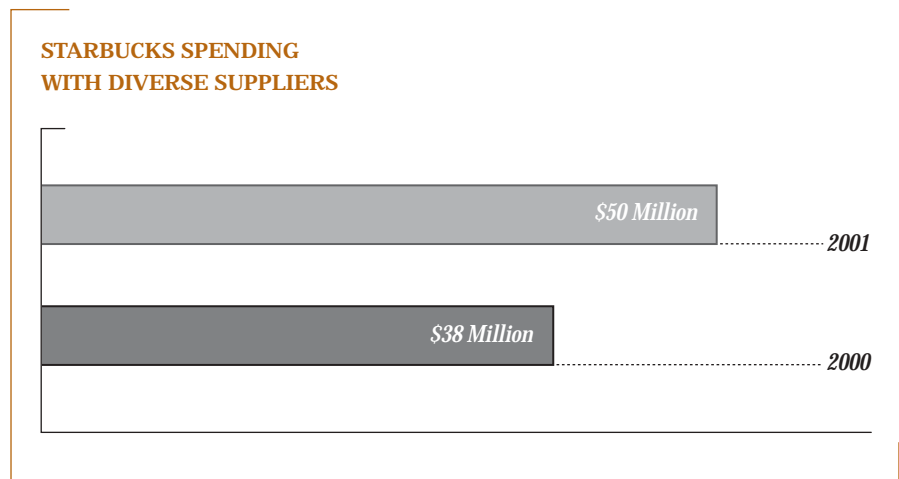 STARBUCKS SPENDING
WITH DIVERSE SUPPLIERS
$50 Million
2001
$38 Million
2000